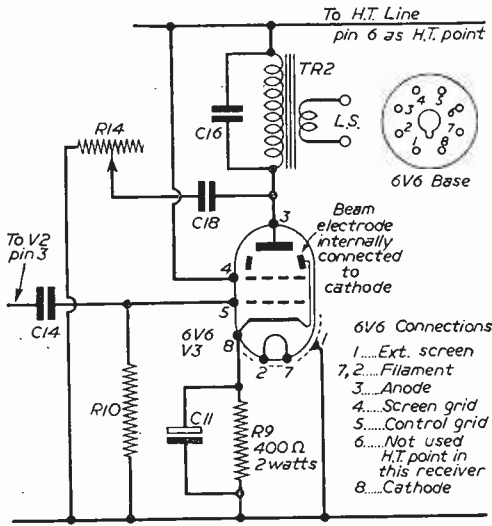 To H.T. Line
pin 6 as H.T. point
TR2
C16
L.S.
4 5
3 6
2 7
1 8
6V6 Base
R14
C18
3
Beam
electrode
internally
connected
to
cathode
To V2
pin 3
4
5
C14
8
6V6
V3
2 7
1
R10
C11
R9
400Ω
2 watts
6V6 Connections
1.....Ext. screen
7,2....Filament
3.....Anode
4.....Screen grid
5.....Control grid
6.....Not used
H.T. point in
this receiver
8.....Cathode